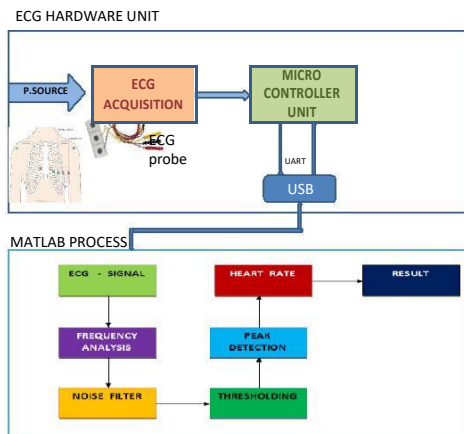 ECG HARDWARE UNIT
P.SOURCE
ECG
ACQUISITION
MICRO
CONTROLLER
UNIT
ECG
probe
UART
USB
MATLAB PROCESS
ECG - SIGNAL
FREQUENCY
ANALYSIS
NOISE FILTER
THRESHOLDING
PEAK
DETECTION
HEART RATE
RESULT